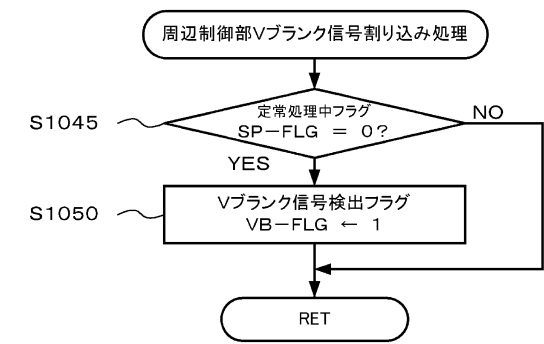 周辺制御部Vブランク信号割り込み処理
S1045
定常処理中フラグ
SP-FLG = 0?
NO
YES
S1050
Vブランク信号検出フラグ
VB-FLG ← 1
RET